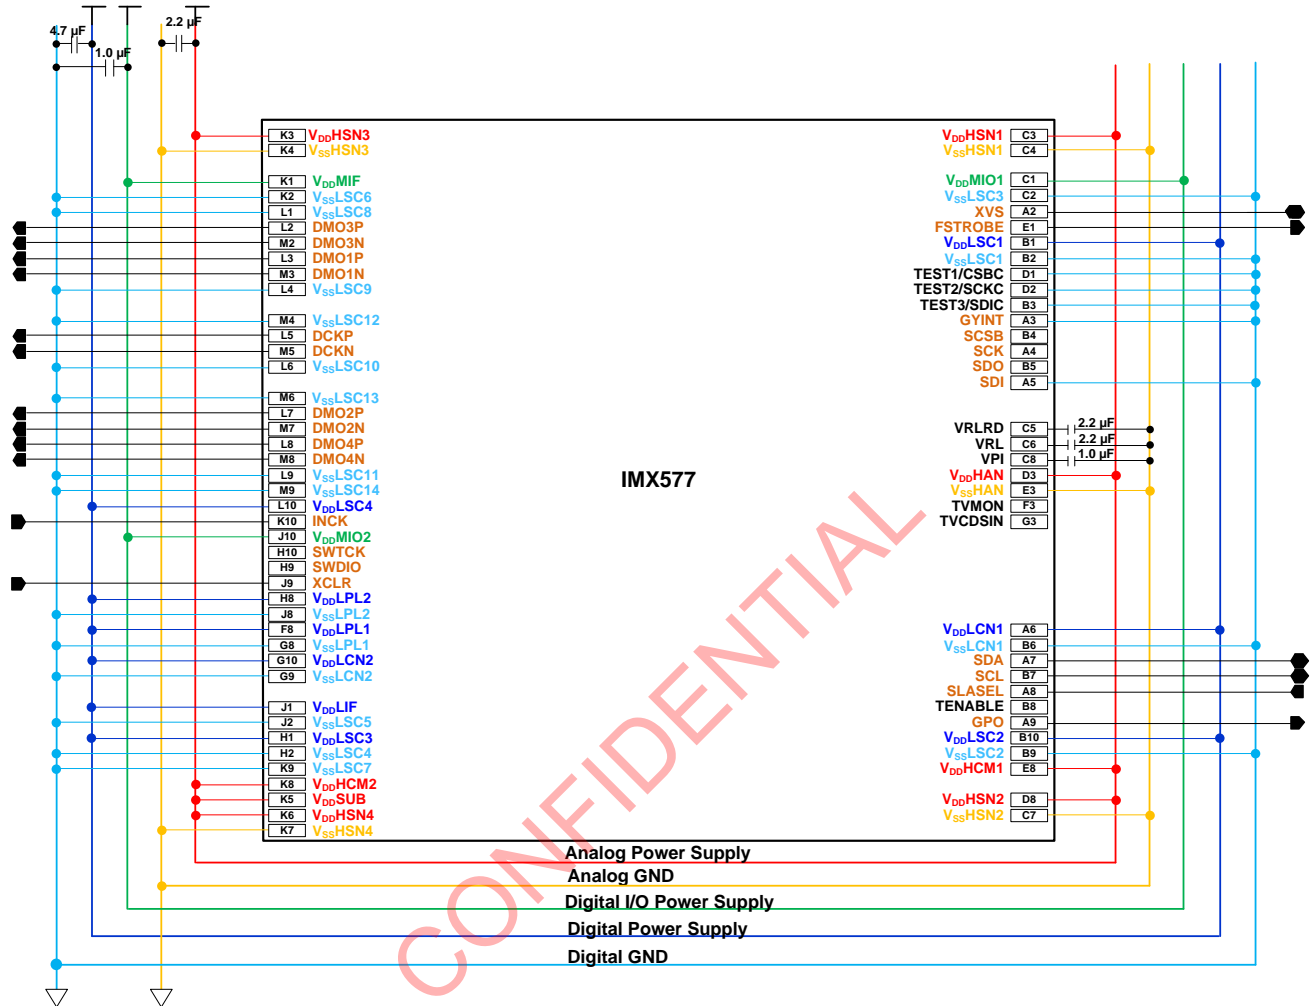 4.7 µF
2.2 µF
1.0 µF
K3 VDDHSN3
K4 VSSHSN3
K1 VDDMIF
K2 VSSLSC6
L1 VSSLSC8
L2 DMO3P
M2 DMO3N
L3 DMO1P
M3 DMO1N
L4 VSSLSC9
M4 VSSLSC12
L5 DCKP
M5 DCKN
L6 VSSLSC10
M6 VSSLSC13
L7 DMO2P
M7 DMO2N
L8 DMO4P
M8 DMO4N
L9 VSSLSC11
M9 VSSLSC14
L10 VDDLSC4
K10 INCK
J10 VDDMIO2
H10 SWTCK
H9 SWDIO
J9 XCLR
H8 VDDLPL2
J8 VSSLPL2
F8 VDDLPL1
G8 VSSLPL1
G10 VDDLCN2
G9 VSSLCN2
J1 VDDLIF
J2 VSSLSC5
H1 VDDLSC3
H2 VSSLSC4
K9 VSSLSC7
K8 VDDHCM2
K5 VDDSUB
K6 VDDHSN4
K7 VSSHSN4
IMX577
VDDHSN1 C3
VSSHSN1 C4
VDDMIO1 C1
VSSLSC3 C2
XVS A2
FSTROBE E1
VDDLSC1 B1
VSSLSC1 B2
TEST1/CSBC D1
TEST2/SCKC D2
TEST3/SDIC B3
GYINT A3
SCSB B4
SCK A4
SDO B5
SDI A5
VRLRD C5 2.2 µF
VRL C6 2.2 µF
VPI C8 1.0 µF
VDDHAN D3
VSSHAN E3
TVMON F3
TVCDSIN G3
VDDLCN1 A6
VSSLCN1 B6
SDA A7
SCL B7
SLASEL A8
TENABLE B8
GPO A9
VDDLSC2 B10
VSSLSC2 B9
VDDHCM1 E8
VDDHSN2 D8
VSSHSN2 C7
Analog Power Supply
Analog GND
Digital I/O Power Supply
Digital Power Supply
Digital GND
CONFIDENTIAL